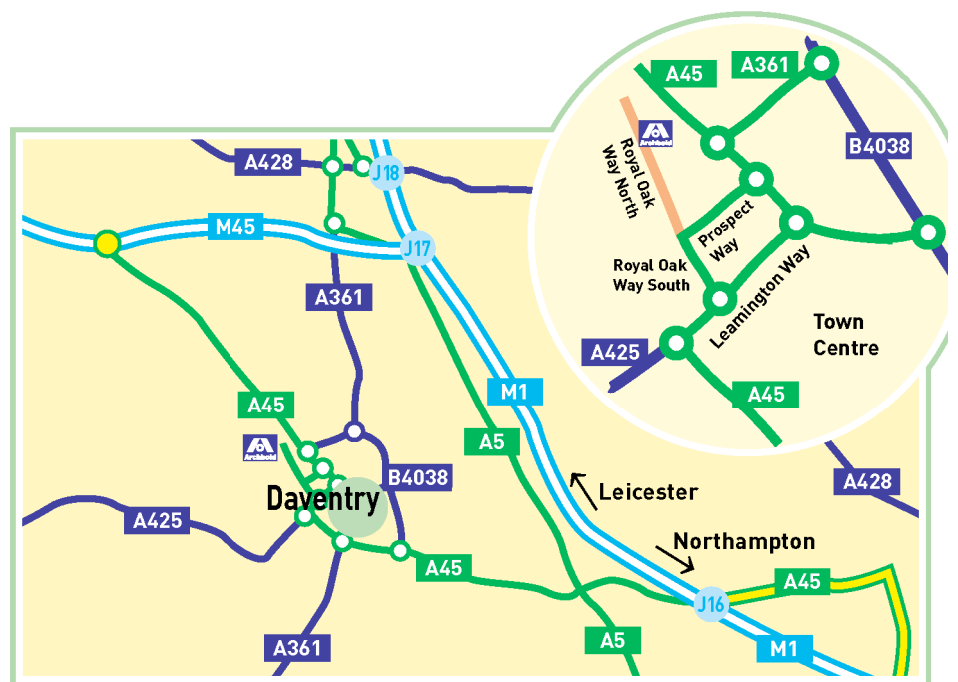 A45
A361
B4038
Archbold
Royal Oak
Way North
Prospect
Way
Royal Oak
Way South
Leamington Way
Town
Centre
A425
A45
A428
J18
M45
J17
A361
M1
A45
A5
Archbold
B4038
Daventry
A425
A428
Leicester
Northampton
A45
A45
J16
A361
A5
M1